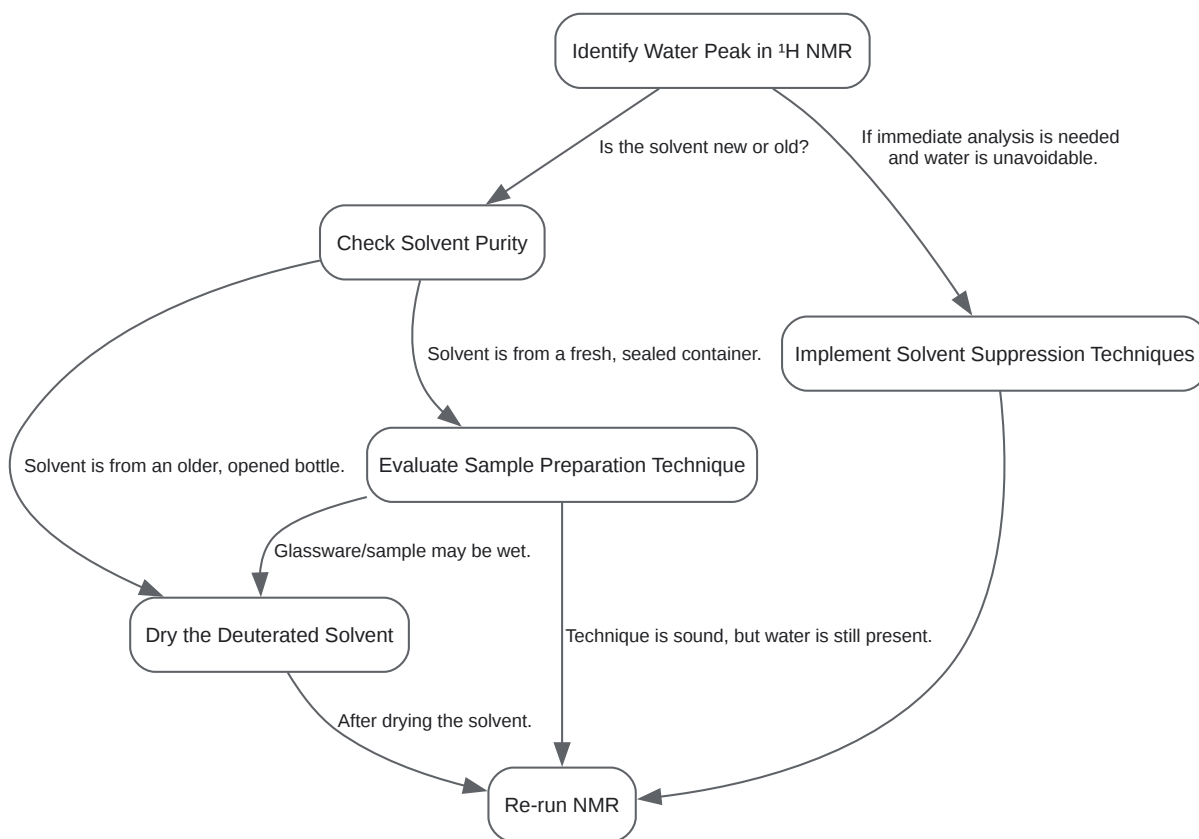 Identify Water Peak in ¹H NMR
Is the solvent new or old?
If immediate analysis is needed
and water is unavoidable.
Check Solvent Purity
Solvent is from a fresh, sealed container.
Implement Solvent Suppression Techniques
Solvent is from an older, opened bottle.
Evaluate Sample Preparation Technique
Glassware/sample may be wet.
Dry the Deuterated Solvent
Technique is sound, but water is still present.
After drying the solvent.
Re-run NMR